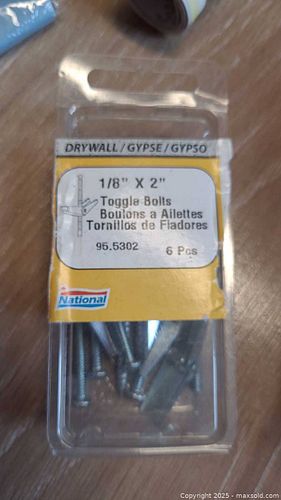 DRYWALL / GYPSE / GYPSO
1/8" X 2"
Toggle Bolts
Boulons a Ailettes
Tornillos de Fiadores
95.5302 6 Pcs
National
Copyright © 2025 - maxsold.com